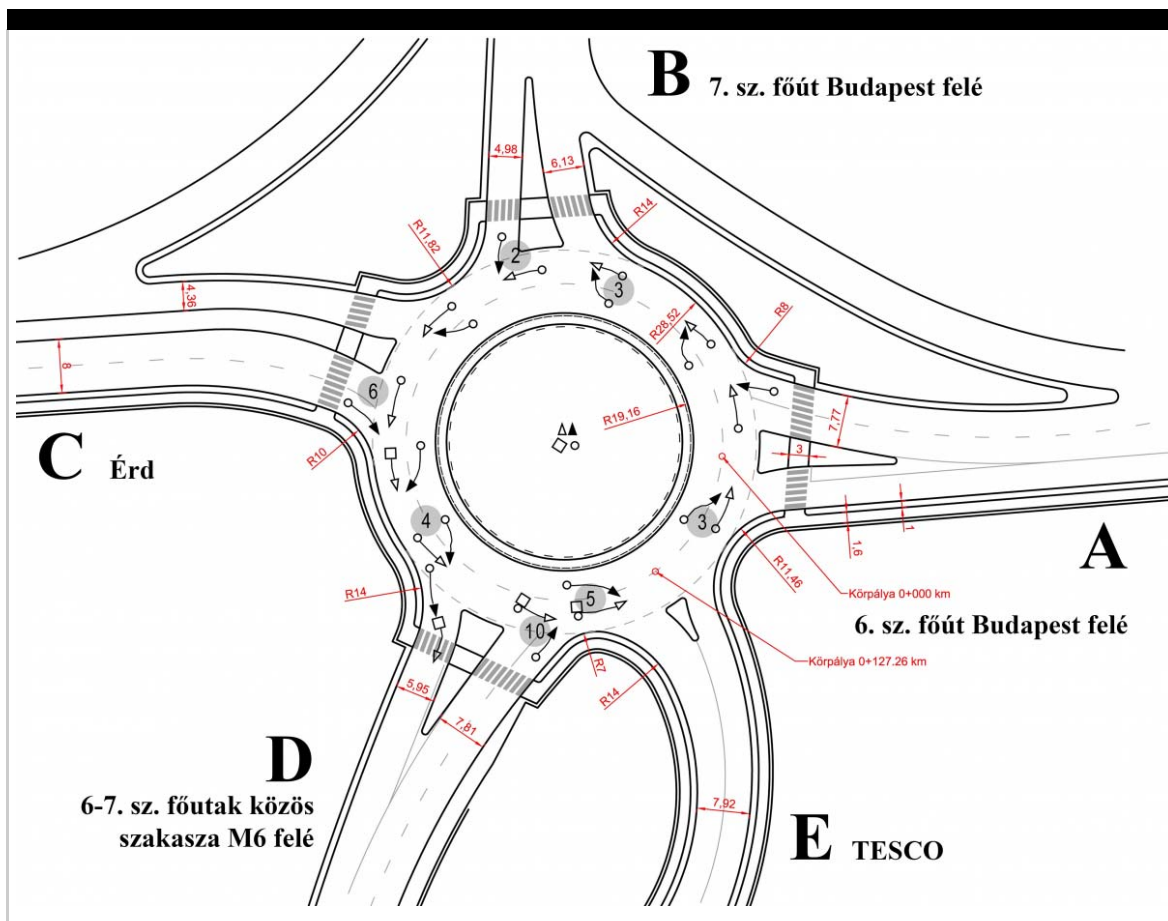 B 7. sz. főút Budapest felé
4,98
6,13
R14
R11,82
2
3
4,36
R28,52
R8
8
6
R19,16
7,77
3
C Érd
R10
4
3
1
1,6
A
R14
R11,46
5
10
Körpálya 0+000 km
6. sz. főút Budapest felé
Körpálya 0+127.26 km
R7
R14
5,95
7,81
D
6-7. sz. főutak közös
szakasza M6 felé
7,92
E TESCO